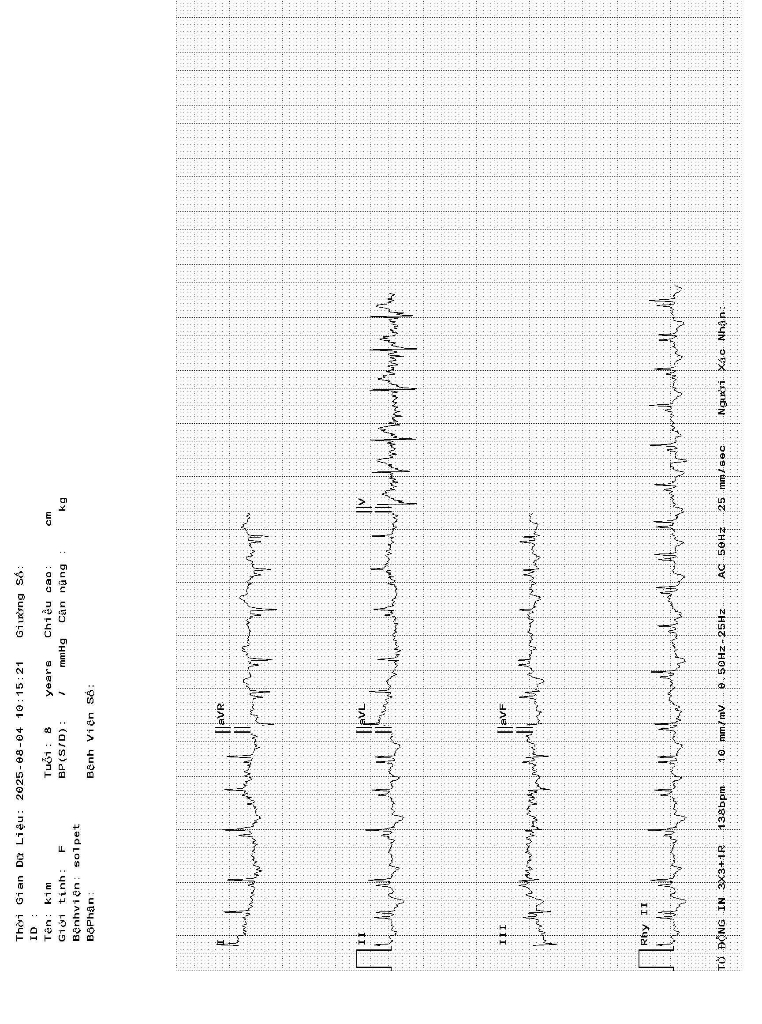 Thời Gian Dữ Liệu: 2025-08-04 10:15:21 Giường Số:
ID :
Tên: kim Tuổi: 8 years Chiều cao: cm
Giới tính: F BP(S/D): / mmHg Cân nặng : kg
Bệnhviện: solpet
BộPhận: Bệnh Viện Số:
I aVR
II aVL V
III aVF
Rhy II
TỰ ĐỘNG IN 3X3+1R 138bpm 10 mm/mV 0.50Hz-25Hz AC 50Hz 25 mm/sec Người Xác Nhận: